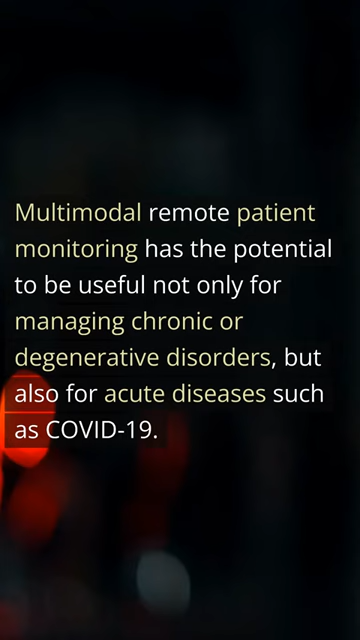 Multimodal remote patient
monitoring has the potential
to be useful not only for
managing chronic or
degenerative disorders, but
also for acute diseases such
as COVID-19.